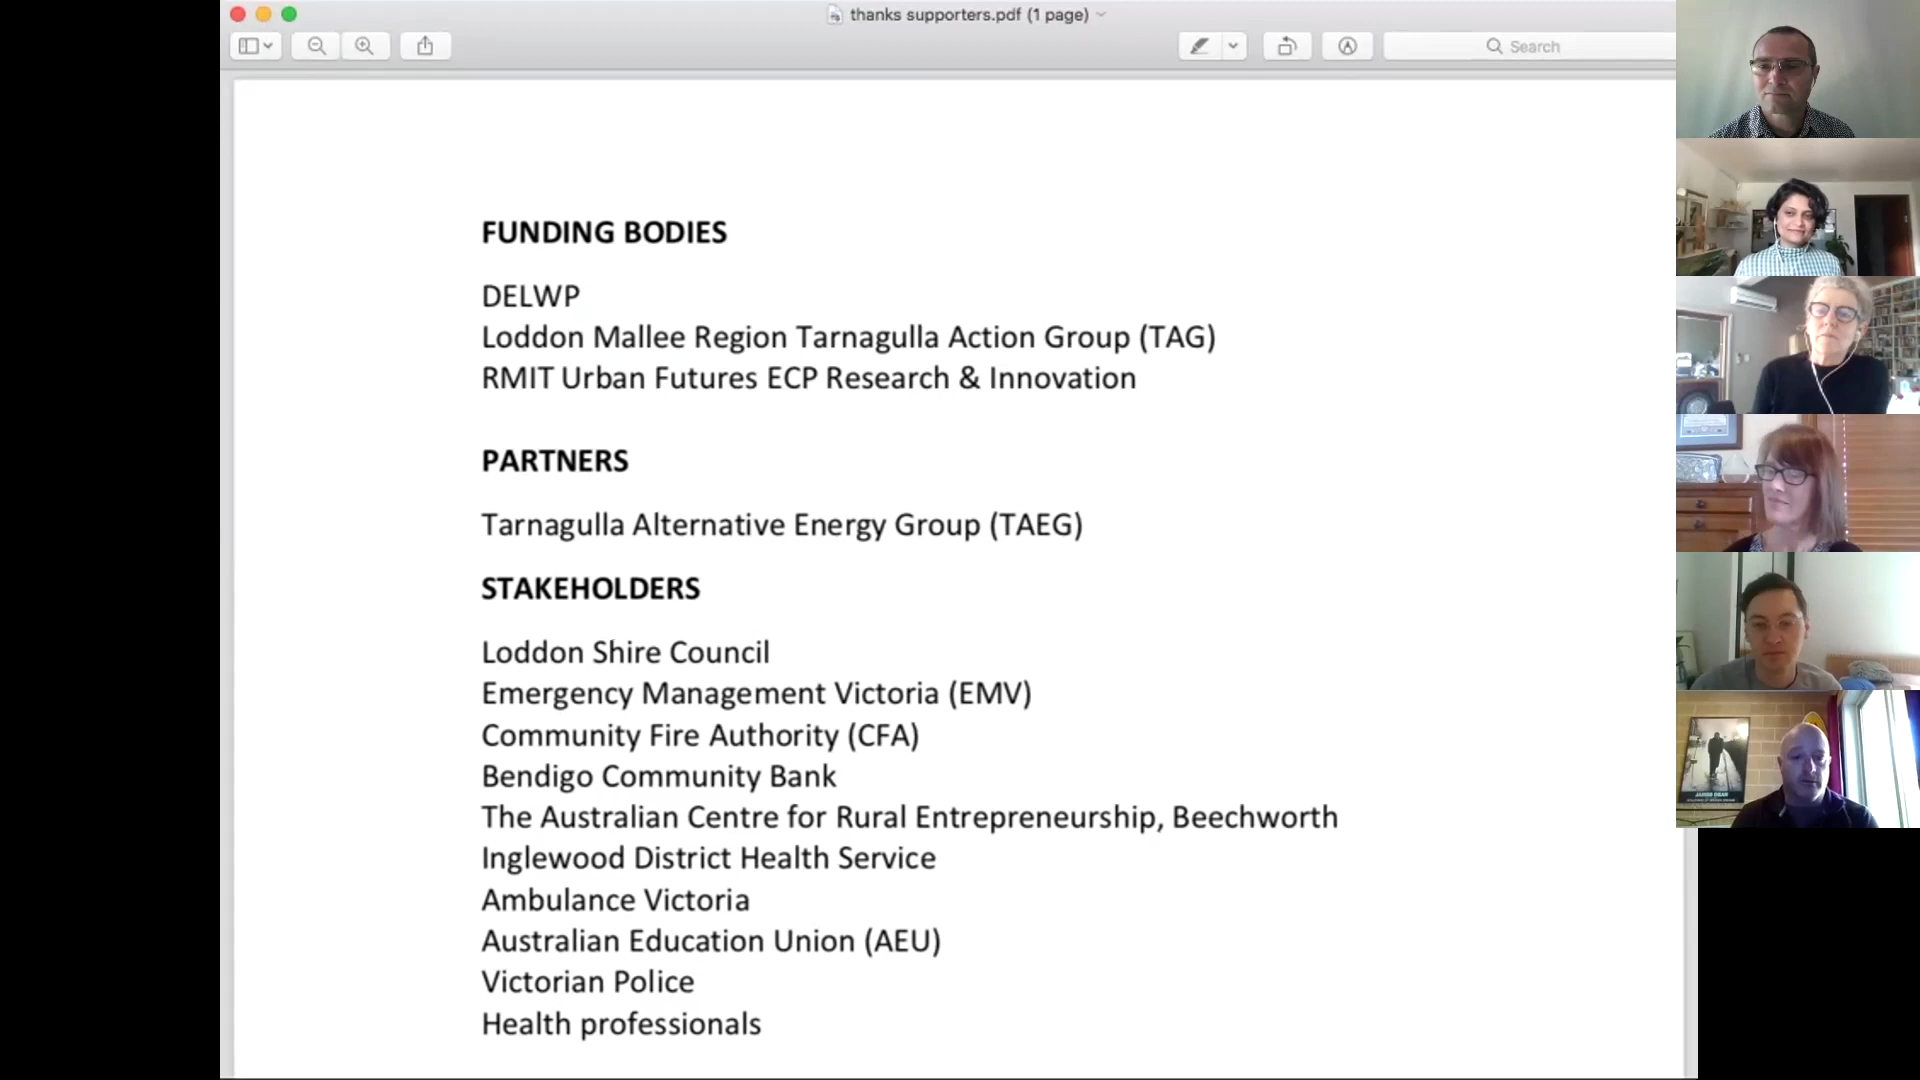 thanks supporters.pdf (1 page)
Search
FUNDING BODIES
DELWP
Loddon Mallee Region Tarnagulla Action Group (TAG)
RMIT Urban Futures ECP Research & Innovation
PARTNERS
Tarnagulla Alternative Energy Group (TAEG)
STAKEHOLDERS
Loddon Shire Council
Emergency Management Victoria (EMV)
Community Fire Authority (CFA)
Bendigo Community Bank
The Australian Centre for Rural Entrepreneurship, Beechworth
Inglewood District Health Service
Ambulance Victoria
Australian Education Union (AEU)
Victorian Police
Health professionals
JAMES DEAN